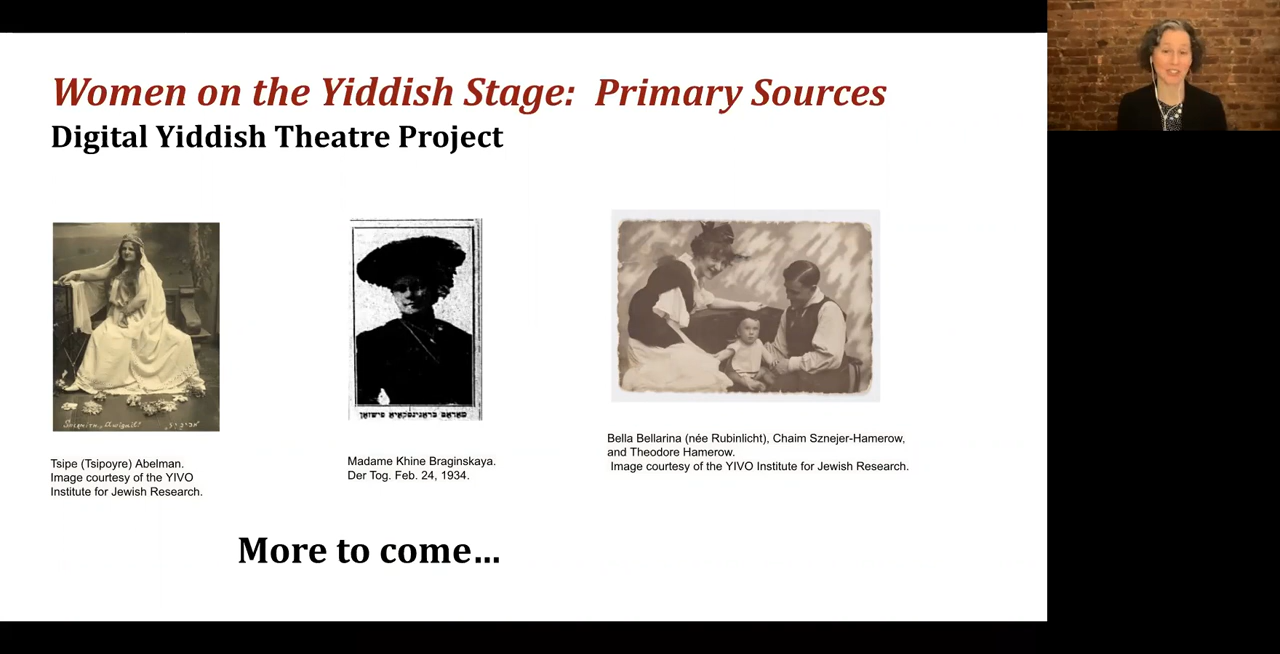 Women on the Yiddish Stage: Primary Sources
Digital Yiddish Theatre Project
מאדאם בראגינסקאיא
Tsipe (Tsipoyre) Abelman.
Image courtesy of the YIVO
Institute for Jewish Research.
Madame Khine Braginskaya.
Der Tog. Feb. 24, 1934.
Bella Bellarina (née Rubinlicht), Chaim Sznejer-Hamerow,
and Theodore Hamerow.
Image courtesy of the YIVO Institute for Jewish Research.
More to come...